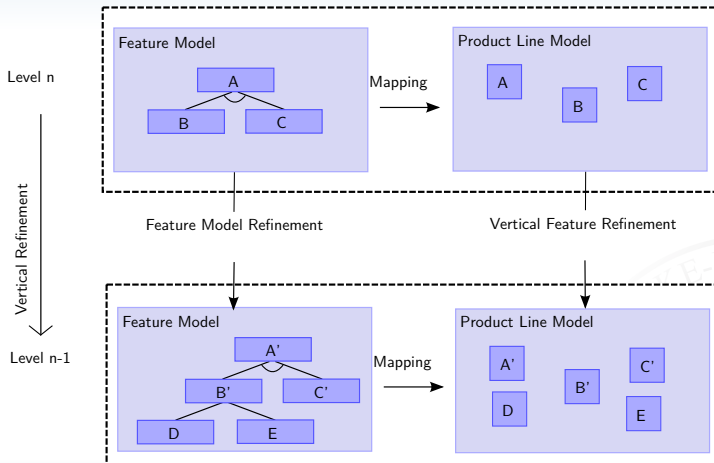 Feature Model
Product Line Model
Level n
A
Mapping
A
C
B
B
C
Vertical Refinement
Feature Model Refinement
Vertical Feature Refinement
Feature Model
Product Line Model
Level n-1
A'
Mapping
A'
C'
B'
C'
B'
D
E
D
E